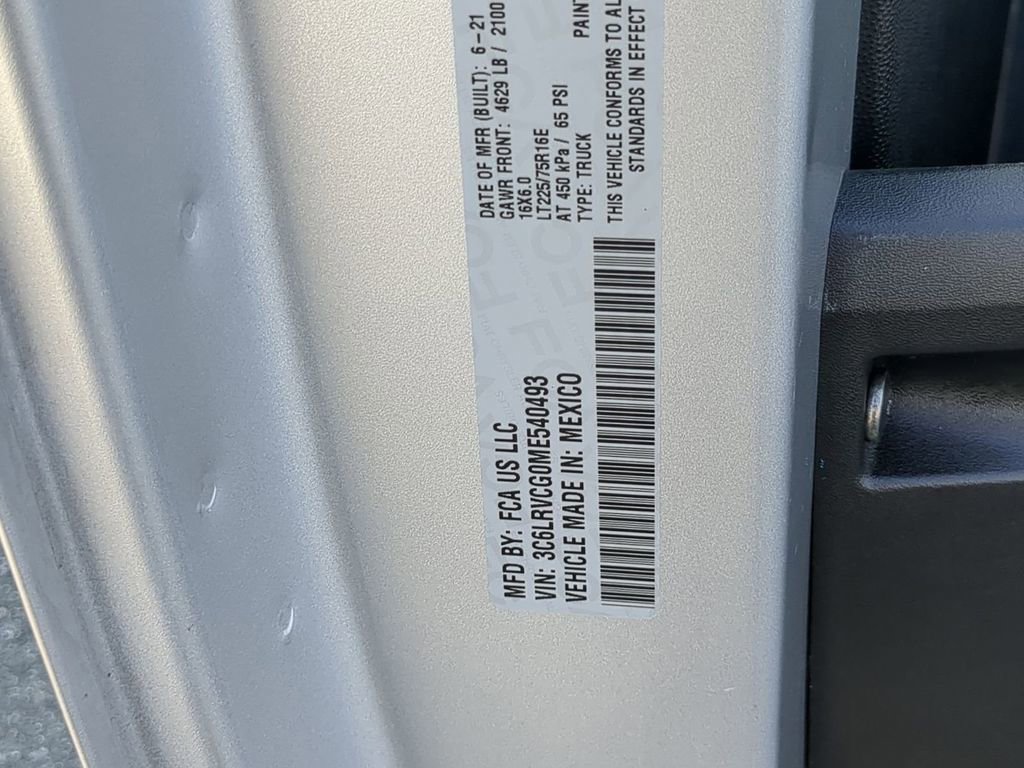 MFD BY: FCA US LLC
VIN: 3C6LRVCG0ME540493
VEHICLE MADE IN: MEXICO
DATE OF MFR (BUILT): 6-21
GAWR FRONT: 4629 LB / 2100
16X6.0
LT225/75R16E
AT 450 kPa / 65 PSI
TYPE: TRUCK PAINT
THIS VEHICLE CONFORMS TO AL
STANDARDS IN EFFECT